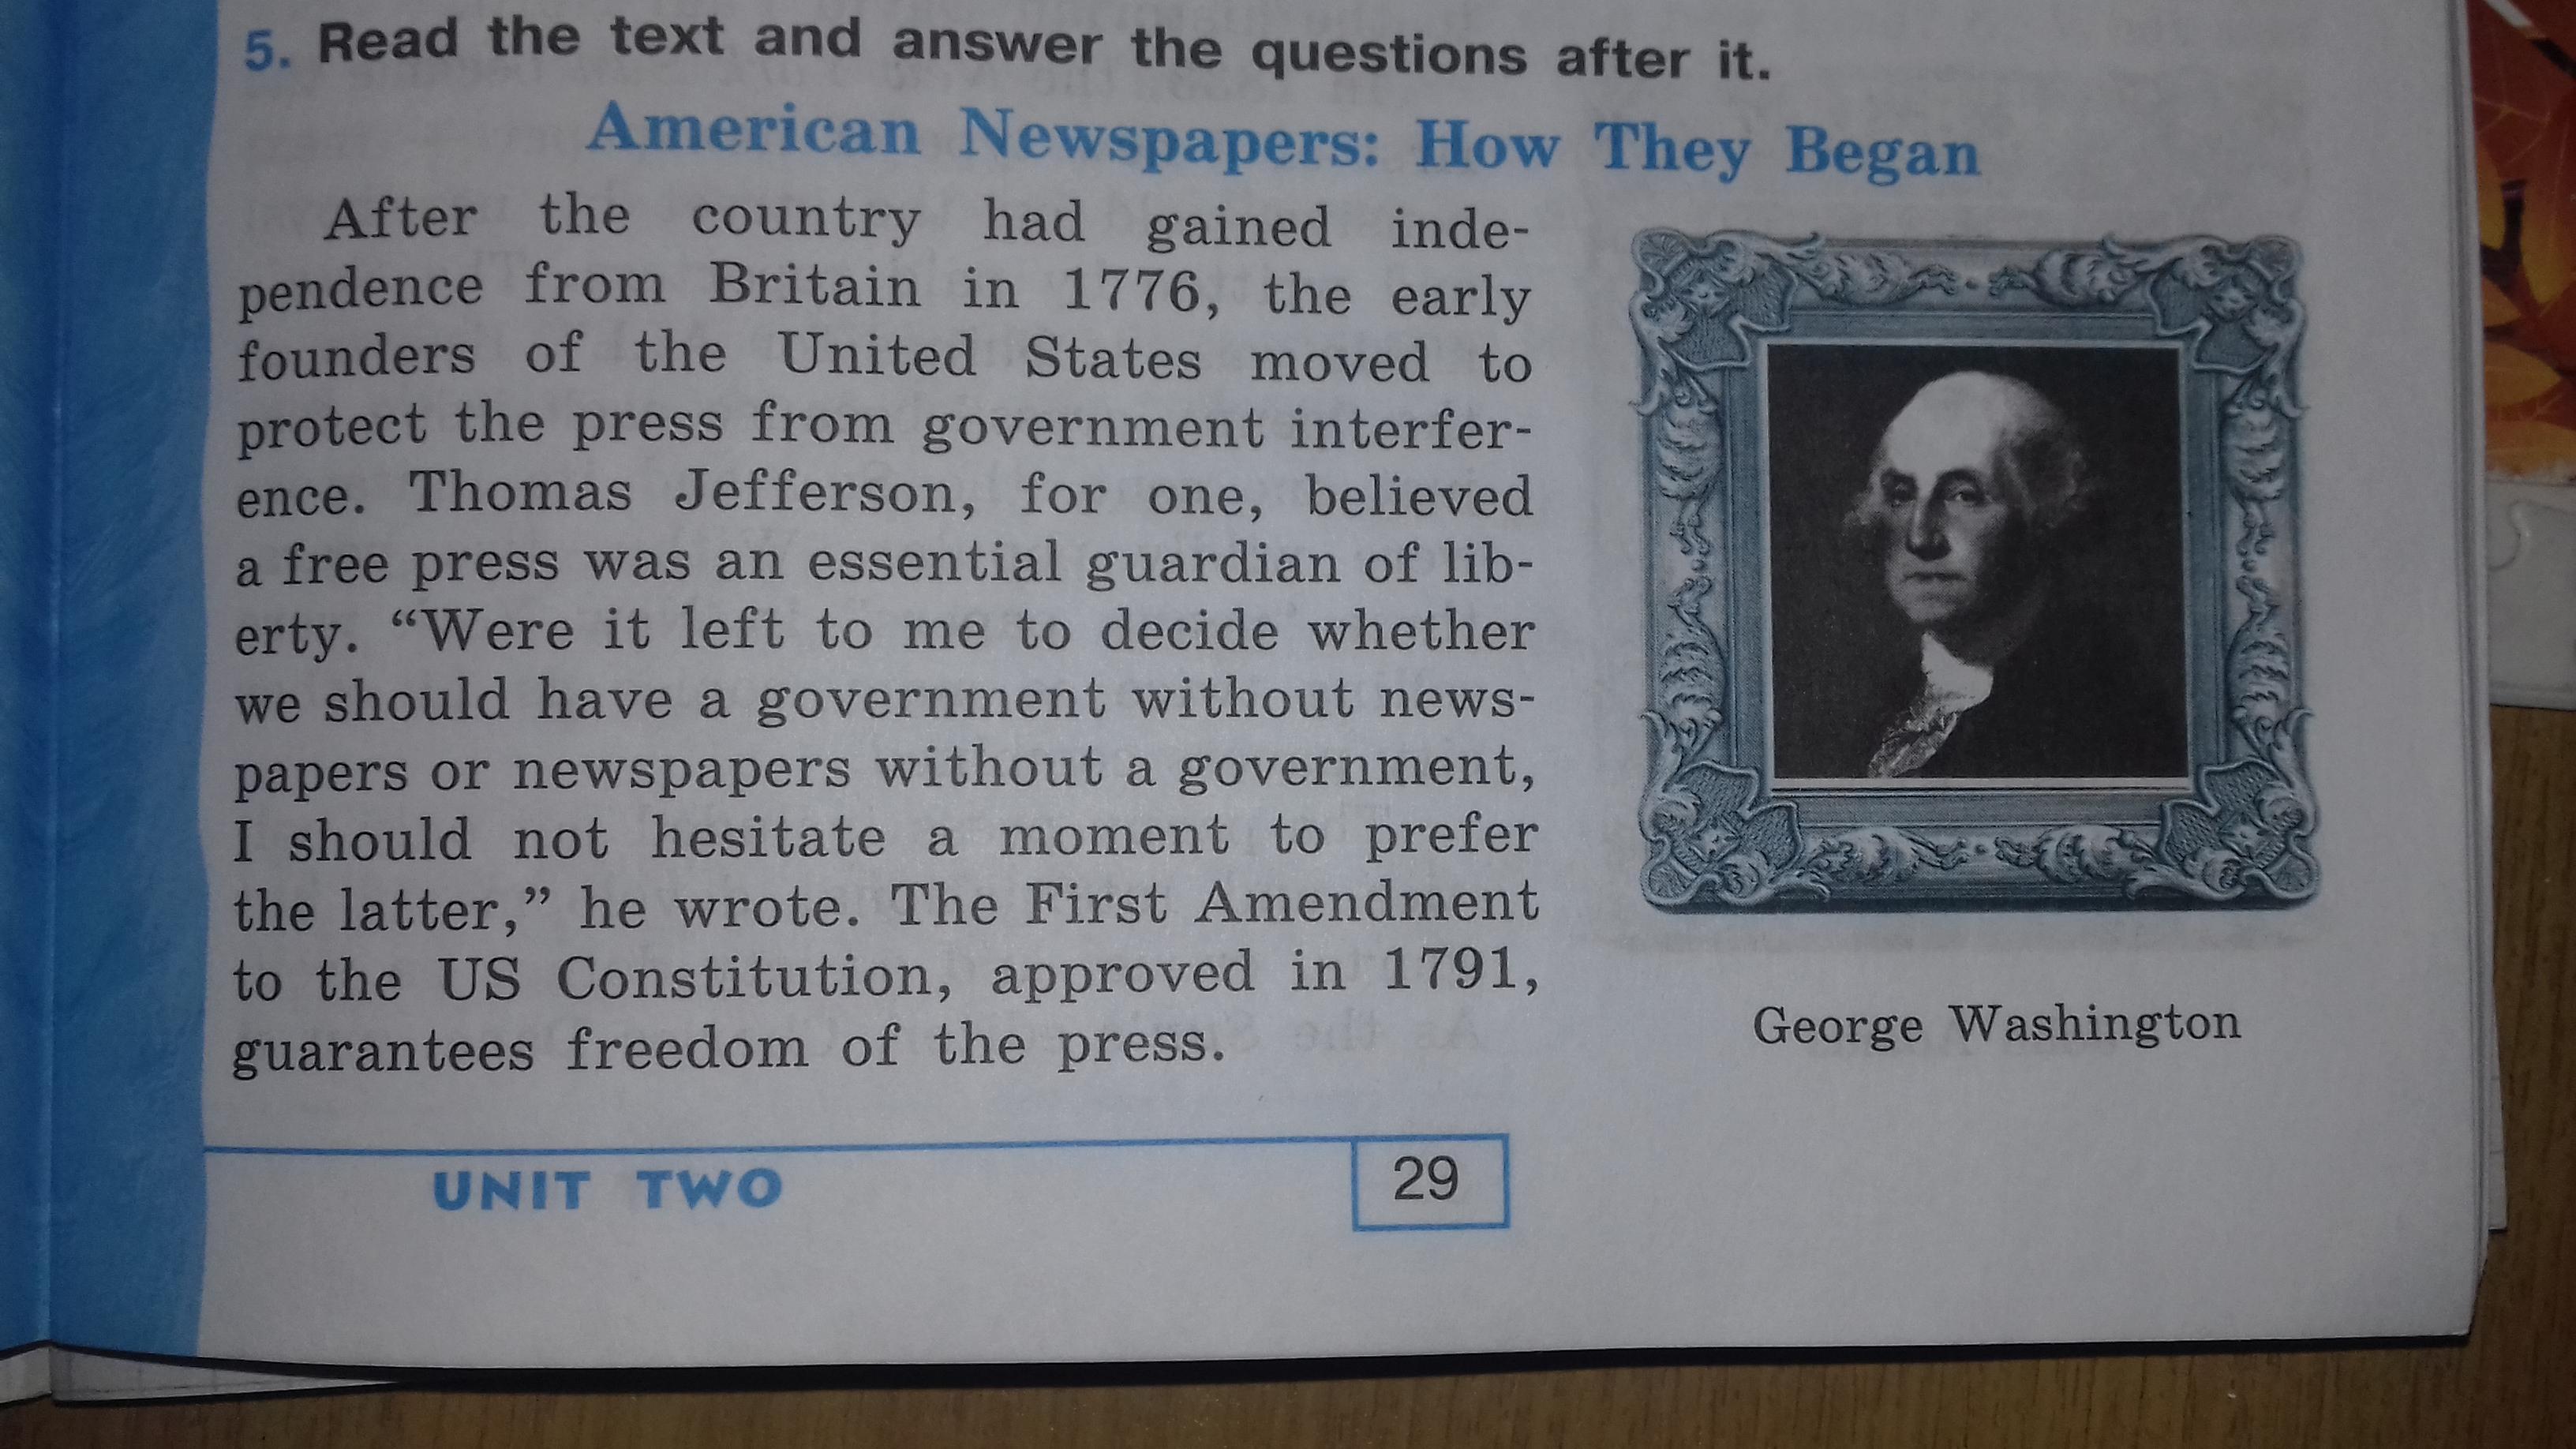 5. Read the text and answer the questions after it.
American Newspapers: How They Began
After the country had gained inde-
pendence from Britain in 1776, the early
founders of the United States moved to
protect the press from government interfer-
ence. Thomas Jefferson, for one, believed
a free press was an essential guardian of lib-
erty. “Were it left to me to decide whether
we should have a government without news-
papers or newspapers without a government,
I should not hesitate a moment to prefer
the latter,” he wrote. The First Amendment
to the US Constitution, approved in 1791,
guarantees freedom of the press.
George Washington
UNIT TWO
29